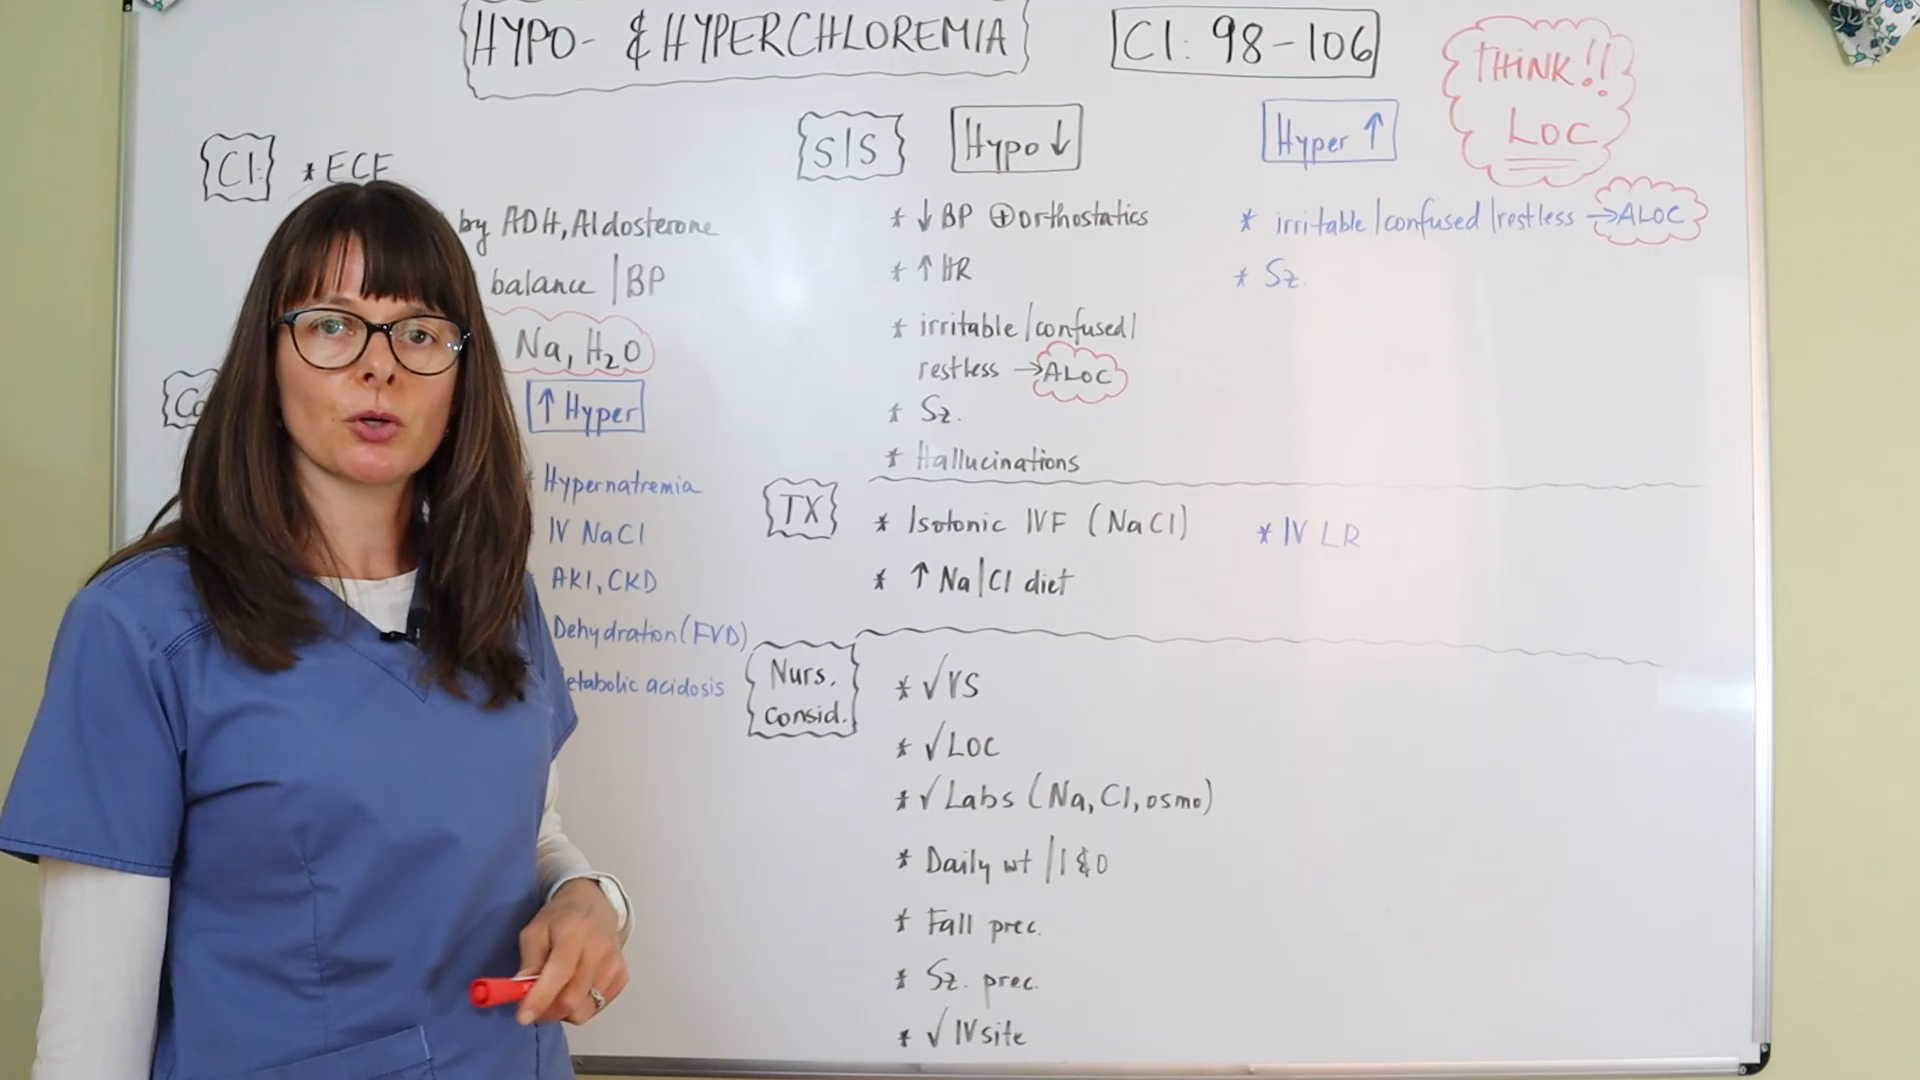 HYPO- & HYPERCHLOREMIA
Cl: 98-106
THINK!!
LOC
Cl:
* ECF
by ADH, Aldosterone
balance / BP
Na, H₂O
↑ Hyper
Hypernatremia
IV NaCl
AKI, CKD
Dehydration (FVD)
etabolic acidosis
S/S
Hypo ↓
* ↓ BP ⊕ orthostatics
* ↑ HR
* irritable / confused /
restless → ALOC
* Sz.
* Hallucinations
Hyper ↑
* irritable / confused / restless → ALOC
* Sz.
TX
* Isotonic IVF (NaCl)
* ↑ Na/Cl diet
* IV LR
Nurs.
Consid.
* √ VS
* √ LOC
* √ Labs (Na, Cl, osmo)
* Daily wt / I & O
* Fall prec.
* Sz. prec.
* √ IV site